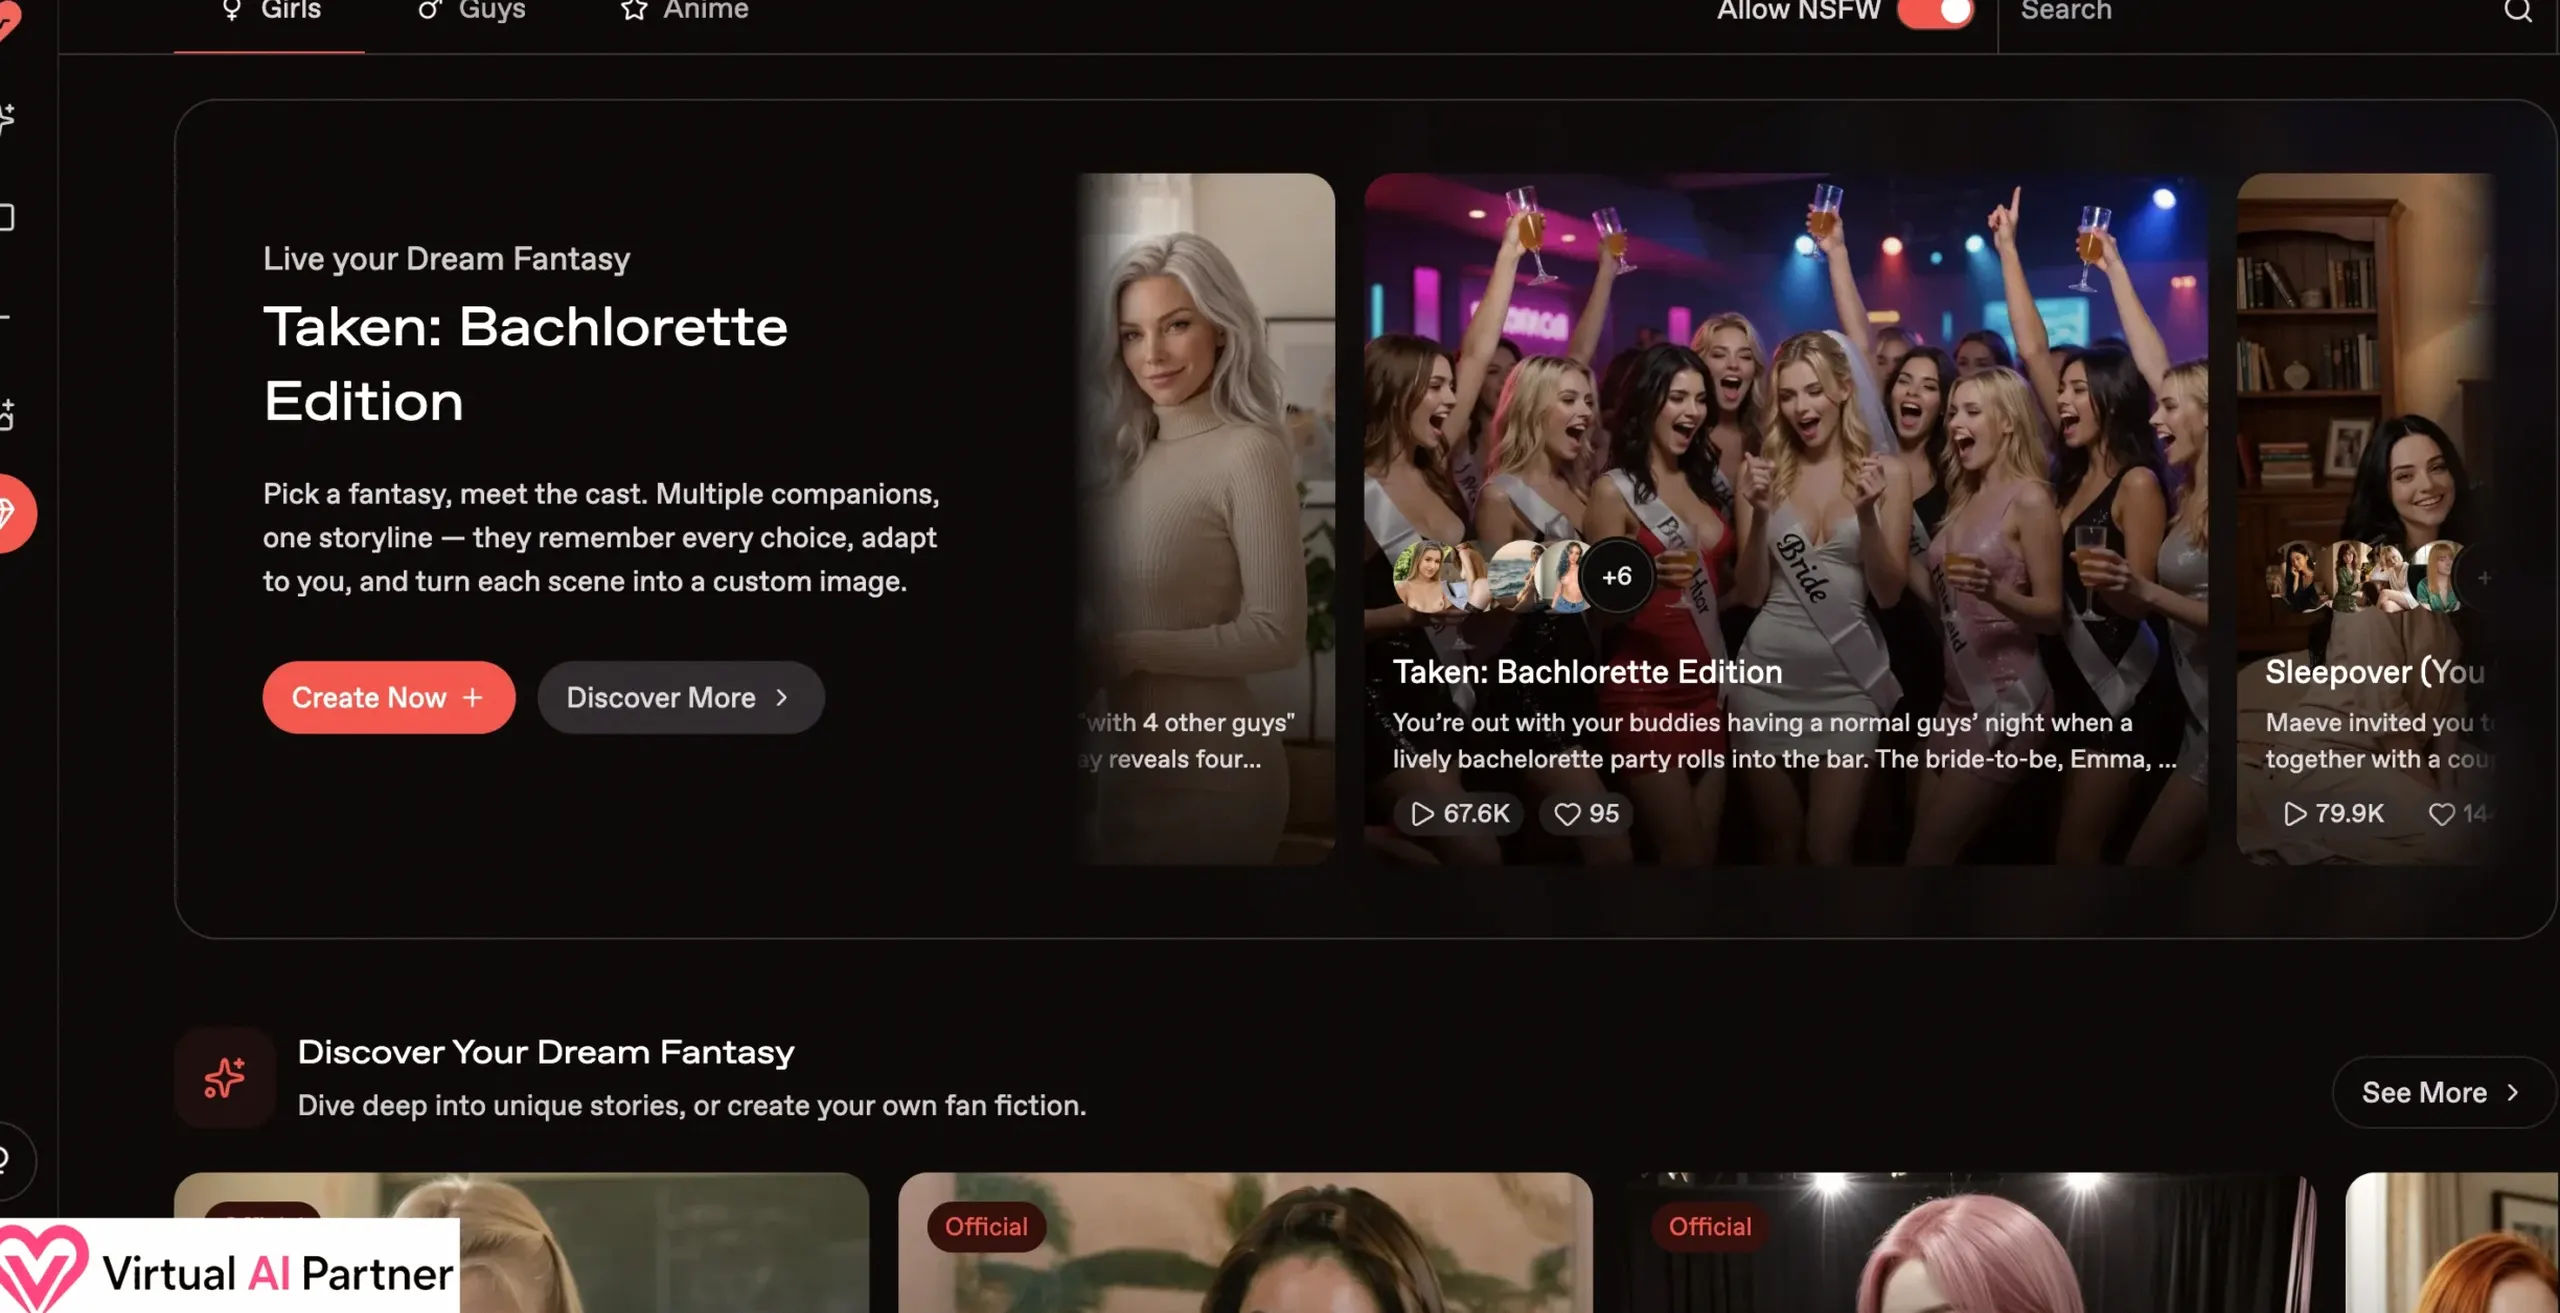 Girls
Guys
Anime
Allow NSFW
Search
Live your Dream Fantasy
Taken: Bachlorette
Edition
Pick a fantasy, meet the cast. Multiple companions,
one storyline — they remember every choice, adapt
to you, and turn each scene into a custom image.
Create Now +
Discover More >
"with 4 other guys"
ay reveals four...
Bride
+6
Taken: Bachlorette Edition
You're out with your buddies having a normal guys' night when a
lively bachelorette party rolls into the bar. The bride-to-be, Emma, ...
67.6K
95
Sleepover (You
Maeve invited you
together with a
79.9K
Discover Your Dream Fantasy
Dive deep into unique stories, or create your own fan fiction.
See More >
Official
Official
Virtual AI Partner